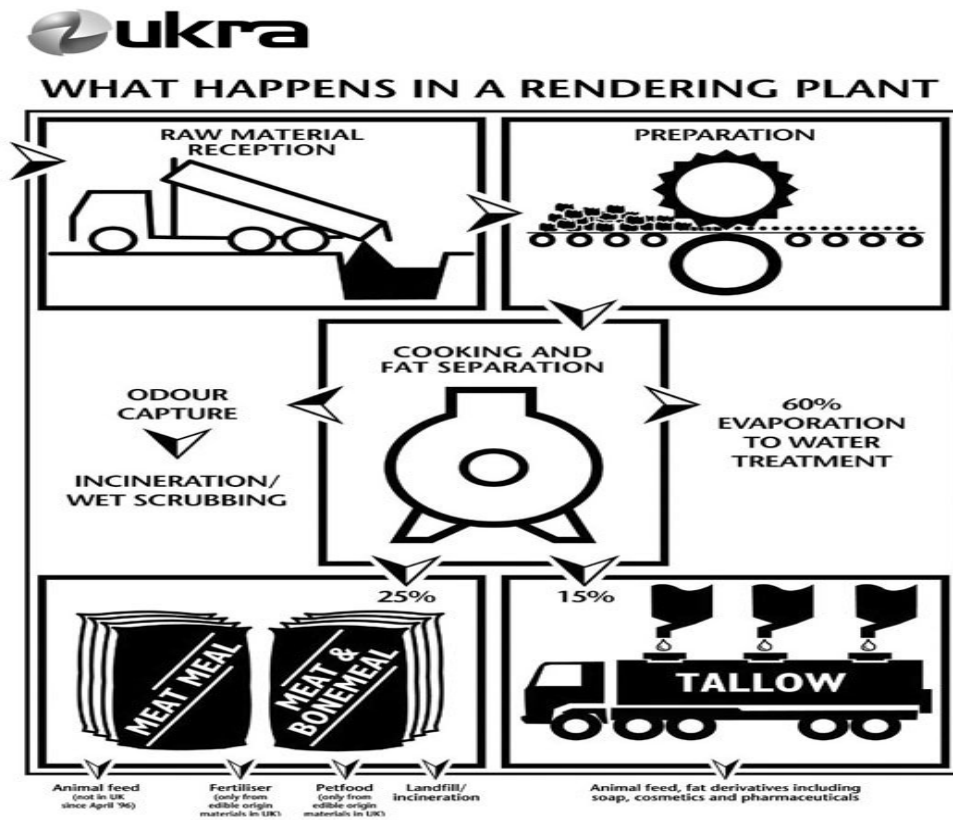 ukra
WHAT HAPPENS IN A RENDERING PLANT
RAW MATERIAL
RECEPTION
PREPARATION
COOKING AND
FAT SEPARATION
ODOUR
CAPTURE
INCINERATION/
WET SCRUBBING
60%
EVAPORATION
TO WATER
TREATMENT
25%
15%
MEAT MEAL
MEAT &
BONEMEAL
TALLOW
Animal feed
(not in UK
since April '96)
Fertiliser
(only from
edible origin
materials in UK)
Petfood
(only from
edible origin
materials in UK)
Landfill/
incineration
Animal feed, fat derivatives including
soap, cosmetics and pharmaceuticals